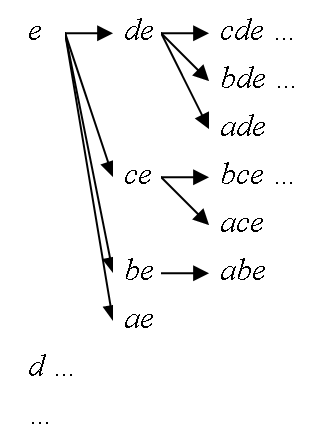 e de cde ...
bde ...
ade
ce bce ...
ace
be abe
ae
d ...
...